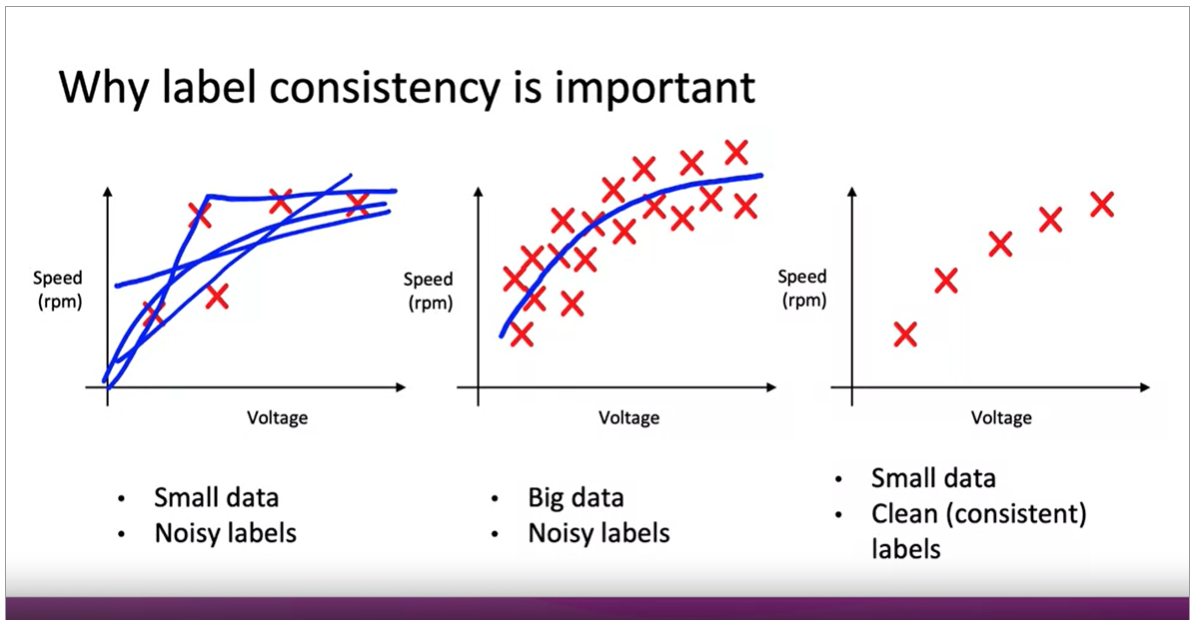 Why label consistency is important
Speed
(rpm)
Voltage
• Small data
• Noisy labels
Speed
(rpm)
Voltage
• Big data
• Noisy labels
Speed
(rpm)
Voltage
• Small data
• Clean (consistent)
labels